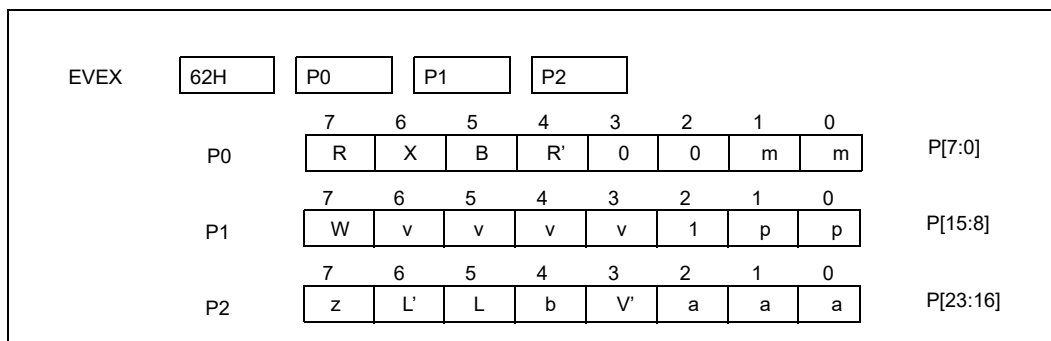 EVEX 62H P0 P1 P2
7 6 5 4 3 2 1 0
P0 R X B R’ 0 0 m m P[7:0]
7 6 5 4 3 2 1 0
P1 W v v v v 1 p p P[15:8]
7 6 5 4 3 2 1 0
P2 z L’ L b V’ a a a P[23:16]